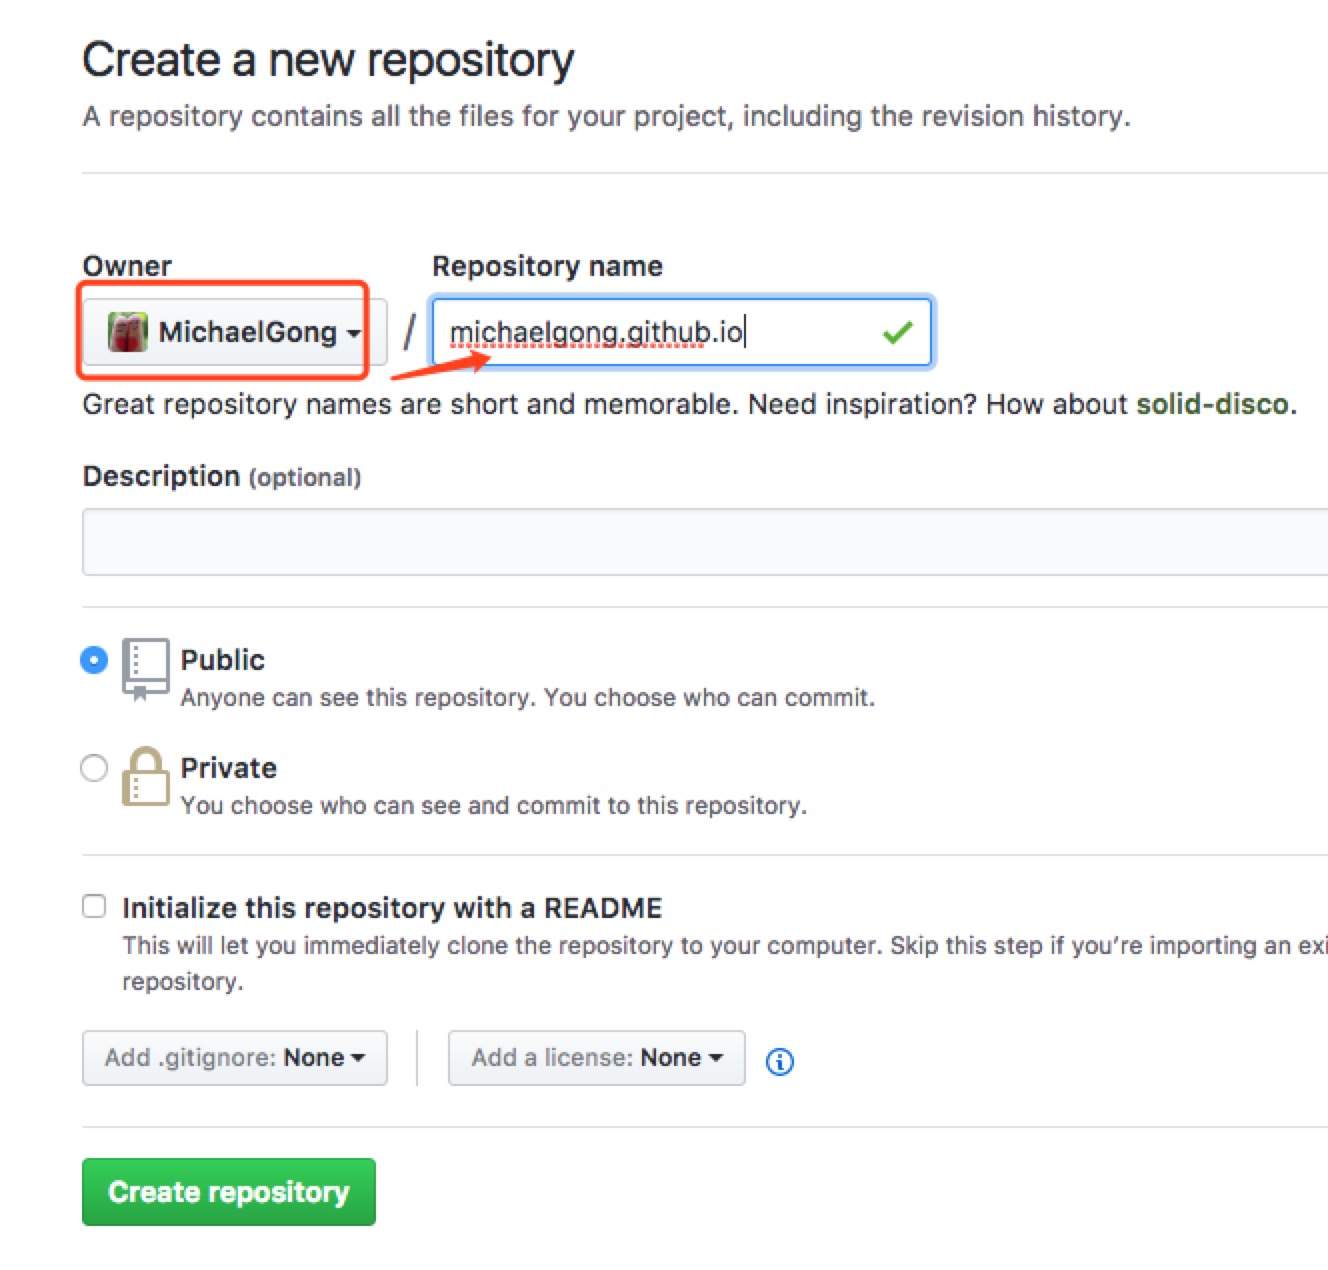 Create a new repository
A repository contains all the files for your project, including the revision history.
Owner
Repository name
MichaelGong / michaelgong.github.io
Great repository names are short and memorable. Need inspiration? How about solid-disco.
Description (optional)
Public
Anyone can see this repository. You choose who can commit.
Private
You choose who can see and commit to this repository.
Initialize this repository with a README
This will let you immediately clone the repository to your computer. Skip this step if you’re importing an exi
repository.
Add .gitignore: None
Add a license: None
Create repository